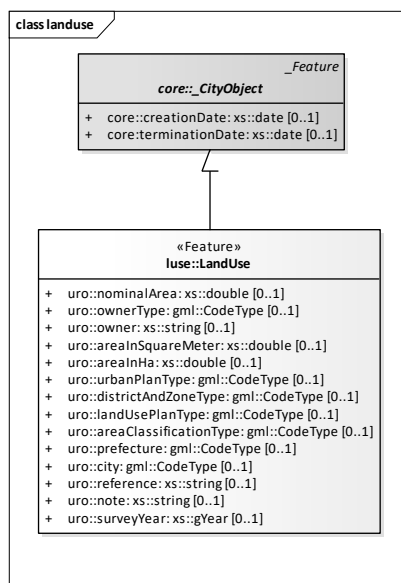 class landuse
_Feature
core::_CityObject
+ core::creationDate: xs::date [0..1]
+ core:terminationDate: xs::date [0..1]
«Feature»
luse::LandUse
+ uro::nominalArea: xs::double [0..1]
+ uro::ownerType: gml::CodeType [0..1]
+ uro::owner: xs::string [0..1]
+ uro::areaInSquareMeter: xs::double [0..1]
+ uro::areaInHa: xs::double [0..1]
+ uro::urbanPlanType: gml::CodeType [0..1]
+ uro::districtAndZoneType: gml::CodeType [0..1]
+ uro::landUsePlanType: gml::CodeType [0..1]
+ uro::areaClassificationType: gml::CodeType [0..1]
+ uro::prefecture: gml::CodeType [0..1]
+ uro::city: gml::CodeType [0..1]
+ uro::reference: xs::string [0..1]
+ uro::note: xs::string [0..1]
+ uro::surveyYear: xs::gYear [0..1]